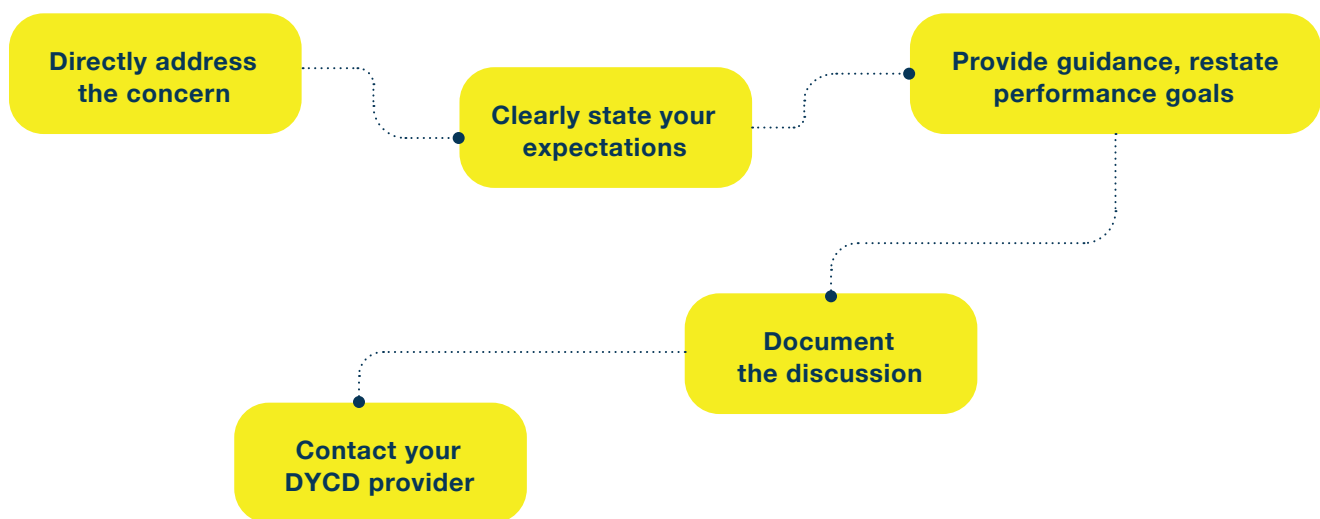 Directly address
the concern
Clearly state your
expectations
Provide guidance, restate
performance goals
Document
the discussion
Contact your
DYCD provider